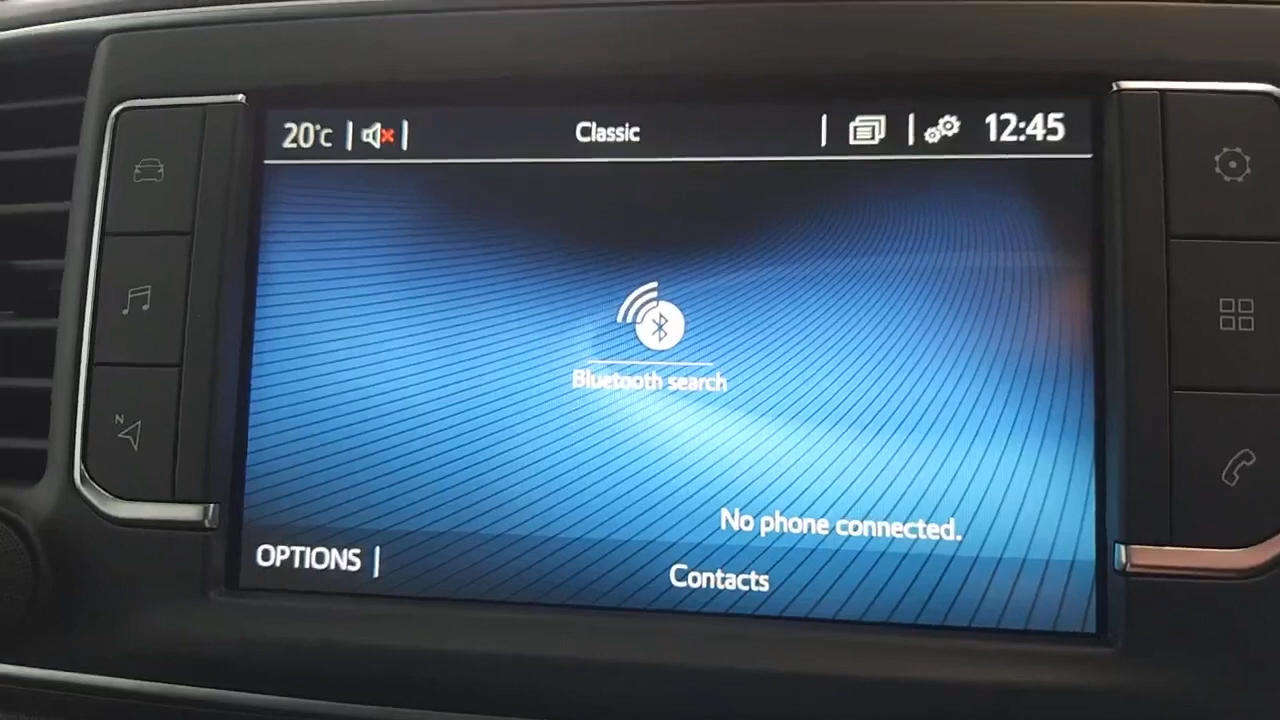 20°C
Classic
12:45
Bluetooth search
No phone connected.
OPTIONS
Contacts
N